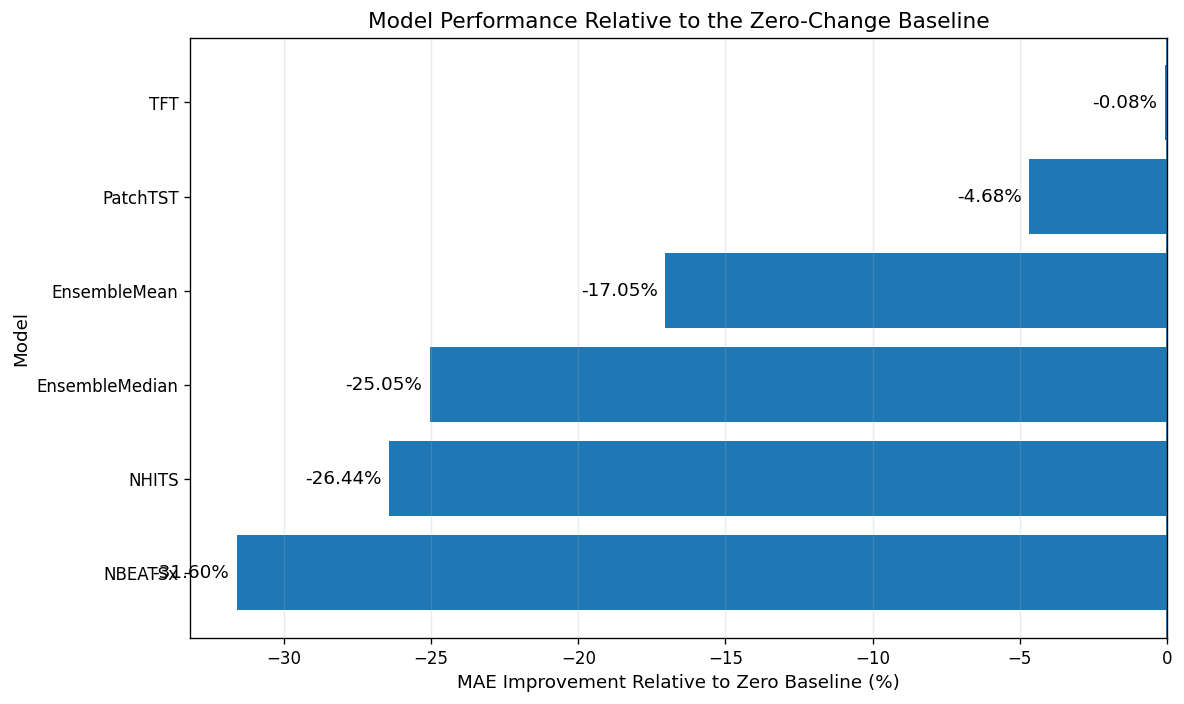 Model Performance Relative to the Zero-Change Baseline
TFT
-0.08%
PatchTST
-4.68%
EnsembleMean
-17.05%
EnsembleMedian
-25.05%
NHITS
-26.44%
NBEATSx
-31.60%
Model
−30
−25
−20
−15
−10
−5
0
MAE Improvement Relative to Zero Baseline (%)